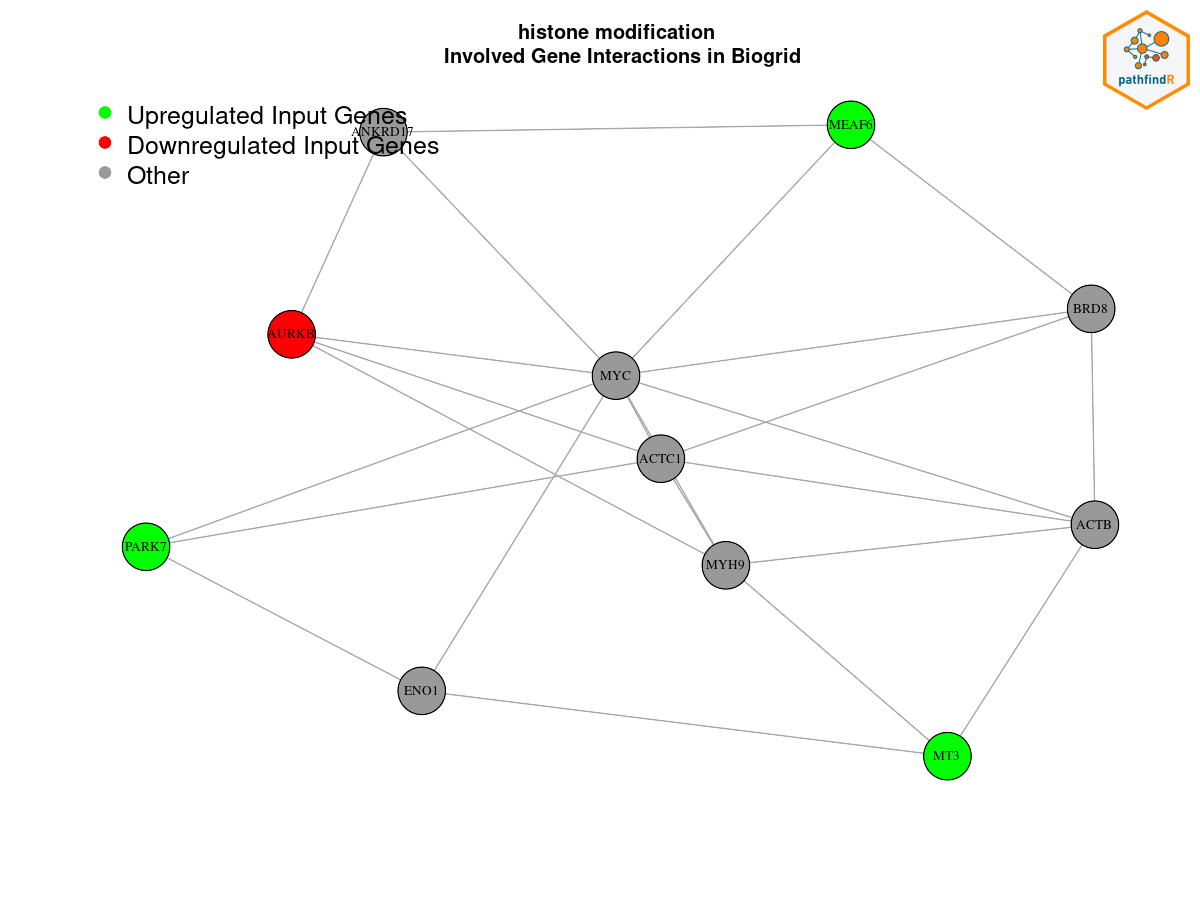 histone modification
Involved Gene Interactions in Biogrid
pathfindR
Upregulated Input Genes
Downregulated Input Genes
Other
ANKRD17
MEAF6
BRD8
AURKB
MYC
ACTC1
ACTB
PARK7
MYH9
ENO1
MT3